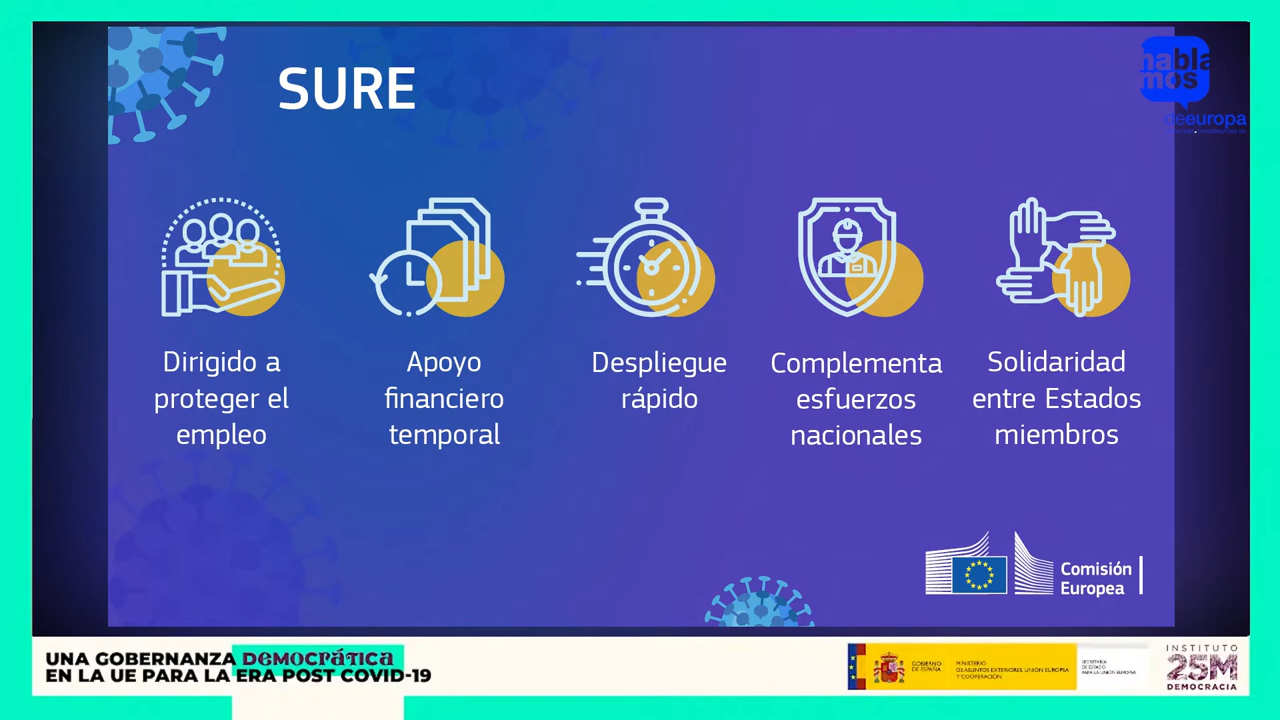 SURE
hablamos
deeuropa
Dirigido a
proteger el
empleo
Apoyo
financiero
temporal
Despliegue
rápido
Complementa
esfuerzos
nacionales
Solidaridad
entre Estados
miembros
Comisión
Europea
UNA GOBERNANZA DEMOCRÁTICA
EN LA UE PARA LA ERA POST COVID-19
GOBIERNO
DE ESPAÑA
MINISTERIO
DE ASUNTOS EXTERIORES, UNIÓN EUROPEA
Y COOPERACIÓN
SECRETARÍA
DE ESTADO
PARA LA UNIÓN EUROPEA
INSTITUTO
25M
DEMOCRACIA